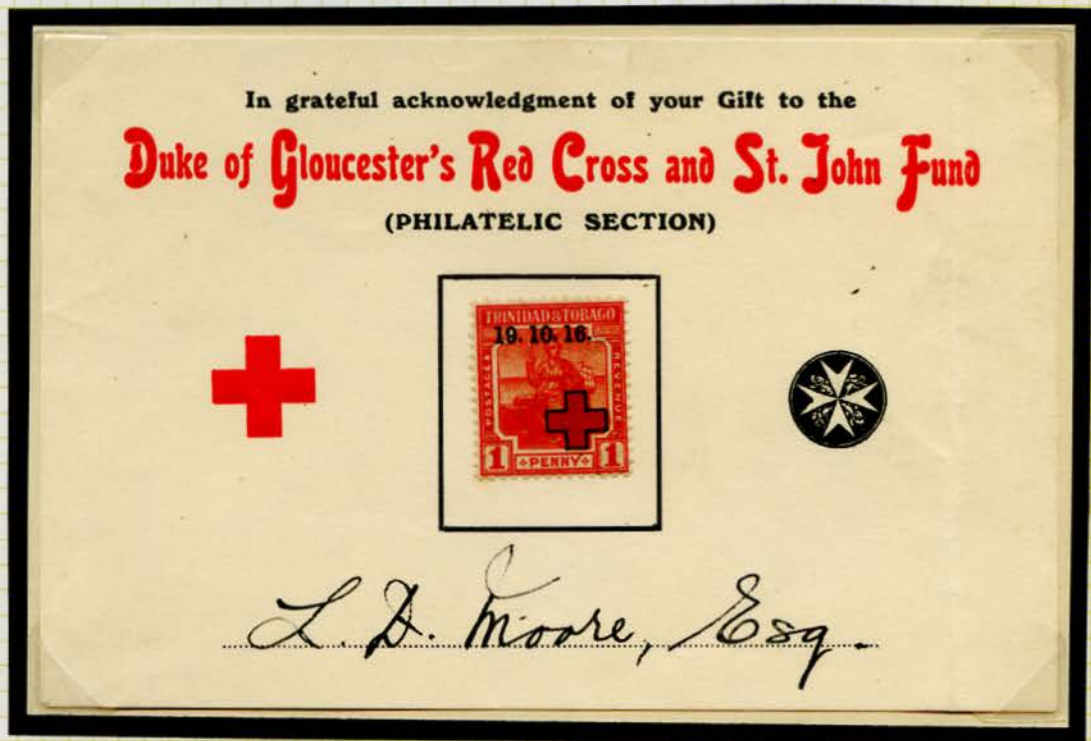 In grateful acknowledgment of your Gift to the
Duke of Gloucester's Red Cross and St. John Fund
(PHILATELIC SECTION)
TRINIDAD & TOBAGO
19. 10. 16.
POSTAGE &
REVENUE
1 PENNY 1
L. D. Moore, Esq.